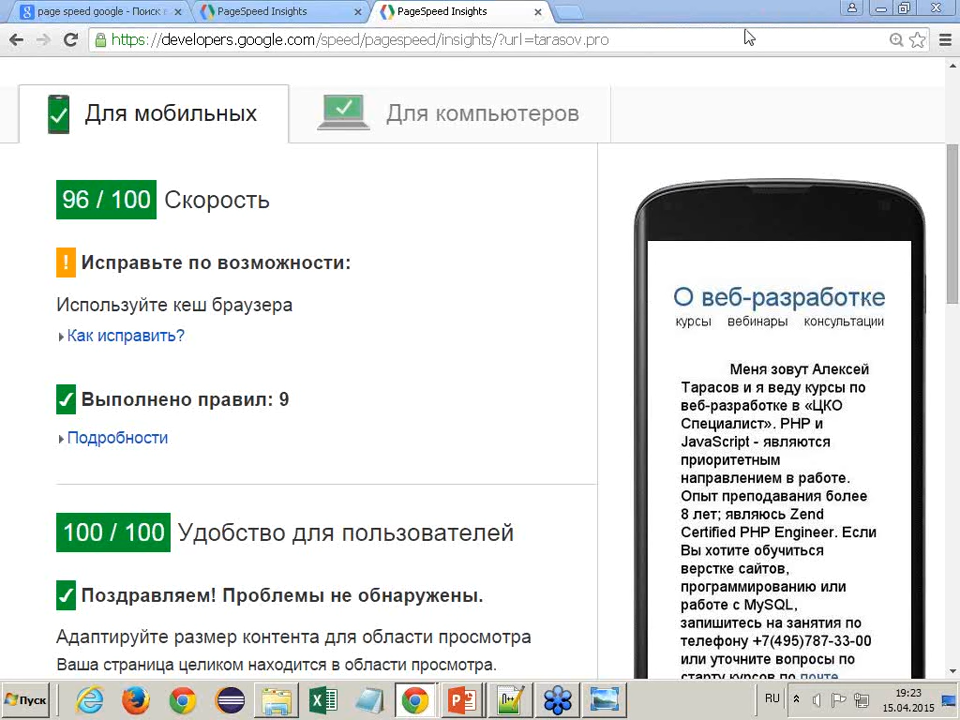 page speed google - Поиск
PageSpeed Insights
PageSpeed Insights
https://developers.google.com/speed/pagespeed/insights/?url=tarasov.pro
Для мобильных
Для компьютеров
96 / 100 Скорость
! Исправьте по возможности:
Используйте кеш браузера
Как исправить?
Выполнено правил: 9
Подробности
100 / 100 Удобство для пользователей
Поздравляем! Проблемы не обнаружены.
Адаптируйте размер контента для области просмотра
Ваша страница целиком находится в области просмотра.
О веб-разработке
курсы вебинары консультации
Меня зовут Алексей
Тарасов и я веду курсы по
веб-разработке в «ЦКО
Специалист». PHP и
JavaScript - являются
приоритетным
направлением в работе.
Опыт преподавания более
8 лет; являюсь Zend
Certified PHP Engineer. Если
Вы хотите обучиться
верстке сайтов,
программированию или
работе с MySQL,
запишитесь на занятия по
телефону +7(495)787-33-00
или уточните вопросы по
старту курсов по почте
Пуск
RU
19:23
15.04.2015